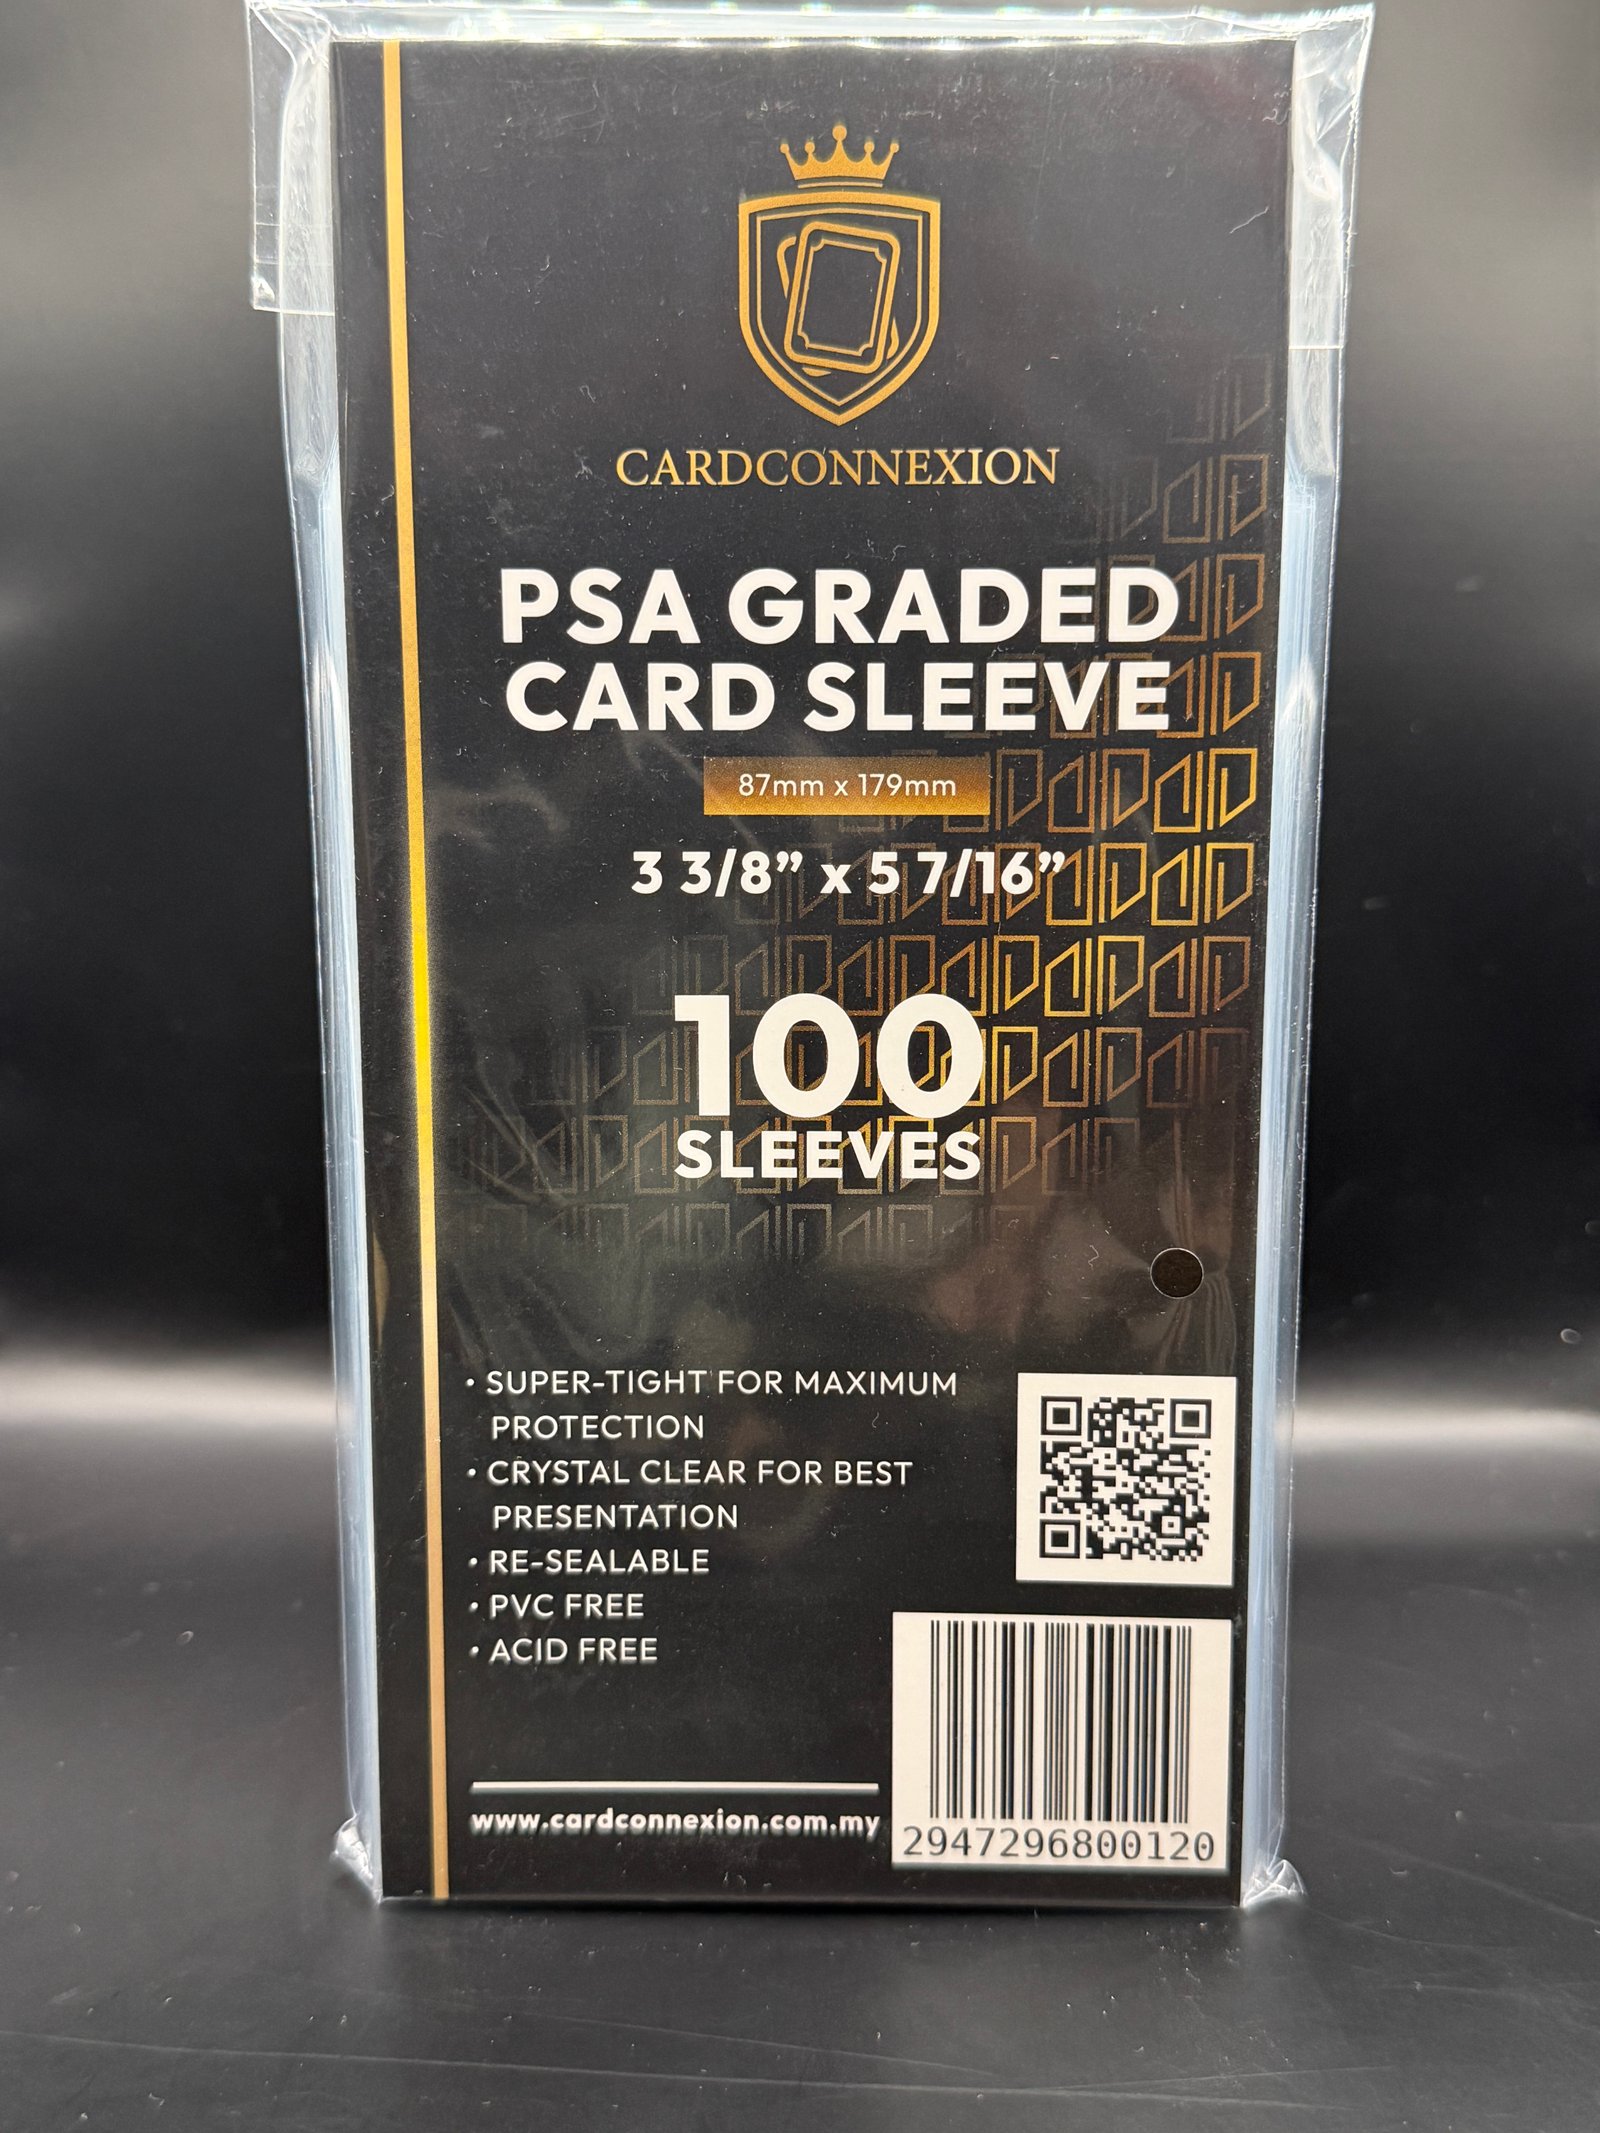 CARDCONNEXION
PSA GRADED
CARD SLEEVE
87mm x 179mm
3 3/8” x 5 7/16”
100
SLEEVES
• SUPER-TIGHT FOR MAXIMUM
PROTECTION
• CRYSTAL CLEAR FOR BEST
PRESENTATION
• RE-SEALABLE
• PVC FREE
• ACID FREE
www.cardconnexion.com.my
2947296800120